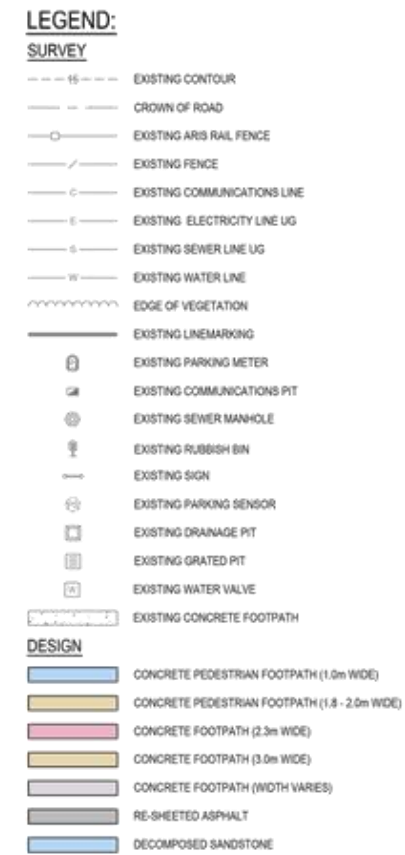 LEGEND:
SURVEY
15 EXISTING CONTOUR
CROWN OF ROAD
EXISTING ARIS RAIL FENCE
EXISTING FENCE
C EXISTING COMMUNICATIONS LINE
E EXISTING ELECTRICITY LINE UG
S EXISTING SEWER LINE UG
W EXISTING WATER LINE
EDGE OF VEGETATION
EXISTING LINEMARKING
EXISTING PARKING METER
EXISTING COMMUNICATIONS PIT
EXISTING SEWER MANHOLE
EXISTING RUBBISH BIN
EXISTING SIGN
EXISTING PARKING SENSOR
EXISTING DRAINAGE PIT
EXISTING GRATED PIT
EXISTING WATER VALVE
EXISTING CONCRETE FOOTPATH
DESIGN
CONCRETE PEDESTRIAN FOOTPATH (1.0m WIDE)
CONCRETE PEDESTRIAN FOOTPATH (1.8 - 2.0m WIDE)
CONCRETE FOOTPATH (2.3m WIDE)
CONCRETE FOOTPATH (3.0m WIDE)
CONCRETE FOOTPATH (WIDTH VARIES)
RE-SHEETED ASPHALT
DECOMPOSED SANDSTONE